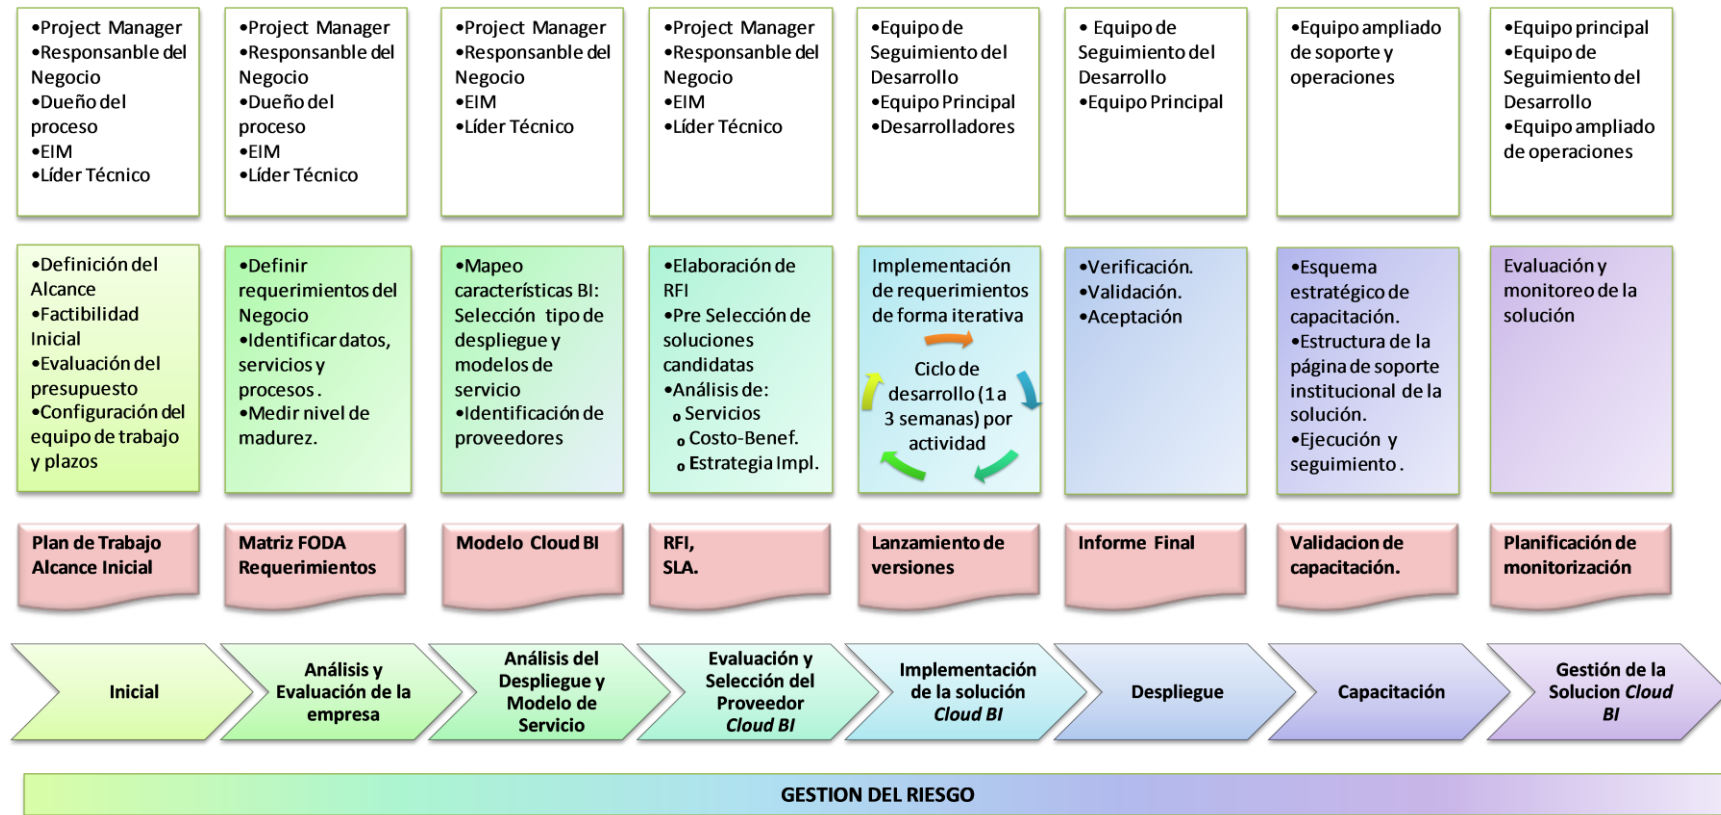 •Project Manager
•Responsanble del
Negocio
•Dueño del
proceso
•EIM
•Líder Técnico
•Project Manager
•Responsanble del
Negocio
•Dueño del
proceso
•EIM
•Líder Técnico
•Project Manager
•Responsanble del
Negocio
•EIM
•Líder Técnico
•Project Manager
•Responsanble del
Negocio
•EIM
•Líder Técnico
•Equipo de
Seguimiento del
Desarrollo
•Equipo Principal
•Desarrolladores
• Equipo de
Seguimiento del
Desarrollo
•Equipo Principal
•Equipo ampliado
de soporte y
operaciones
•Equipo principal
•Equipo de
Seguimiento del
Desarrollo
•Equipo ampliado
de operaciones
•Definición del
Alcance
•Factibilidad
Inicial
•Evaluación del
presupuesto
•Configuración del
equipo de trabajo
y plazos
•Definir
requerimientos del
Negocio
•Identificar datos,
servicios y
procesos .
•Medir nivel de
madurez.
•Mapeo
características BI:
Selección tipo de
despliegue y
modelos de
servicio
•Identificación de
proveedores
•Elaboración de
RFI
•Pre Selección de
soluciones
candidatas
•Análisis de:
o Servicios
o Costo-Benef.
o Estrategia Impl.
Implementación
de requerimientos
de forma iterativa
Ciclo de
desarrollo (1 a
3 semanas) por
actividad
•Verificación.
•Validación.
•Aceptación
•Esquema
estratégico de
capacitación.
•Estructura de la
página de soporte
institucional de la
solución.
•Ejecución y
seguimiento .
Evaluación y
monitoreo de la
solución
Plan de Trabajo
Alcance Inicial
Matriz FODA
Requerimientos
Modelo Cloud BI
RFI,
SLA.
Lanzamiento de
versiones
Informe Final
Validacion de
capacitación.
Planificación de
monitorización
Inicial
Análisis y
Evaluación de la
empresa
Análisis del
Despliegue y
Modelo de
Servicio
Evaluación y
Selección del
Proveedor
Cloud BI
Implementación
de la solución
Cloud BI
Despliegue
Capacitación
Gestión de la
Solucion Cloud
BI
GESTION DEL RIESGO